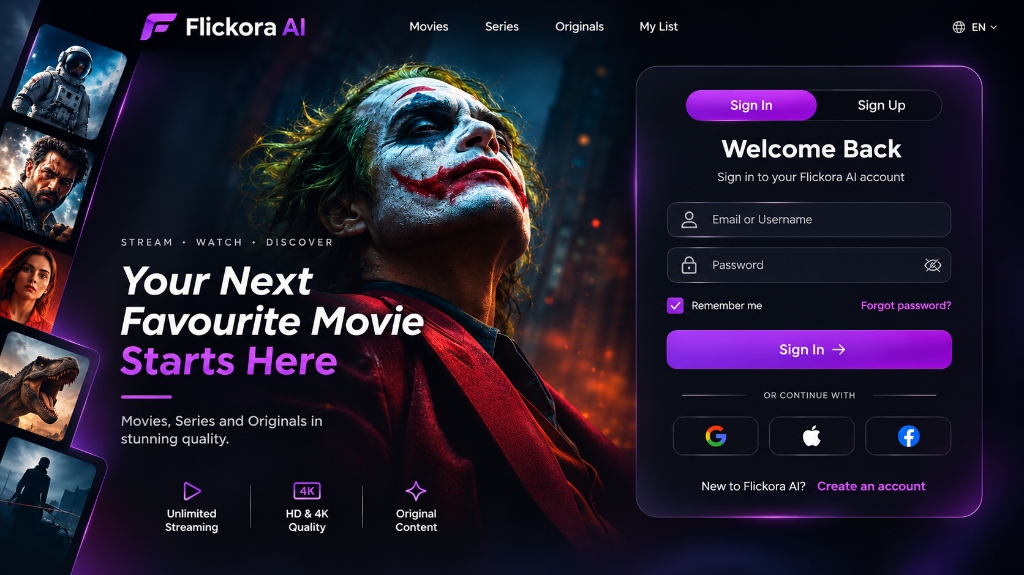 Flickora AI
Movies
Series
Originals
My List
EN
STREAM • WATCH • DISCOVER
Your Next
Favourite Movie
Starts Here
Movies, Series and Originals in
stunning quality.
Unlimited
Streaming
4K
HD & 4K
Quality
Original
Content
Sign In
Sign Up
Welcome Back
Sign in to your Flickora AI account
Email or Username
Password
Remember me
Forgot password?
Sign In →
OR CONTINUE WITH
New to Flickora AI? Create an account